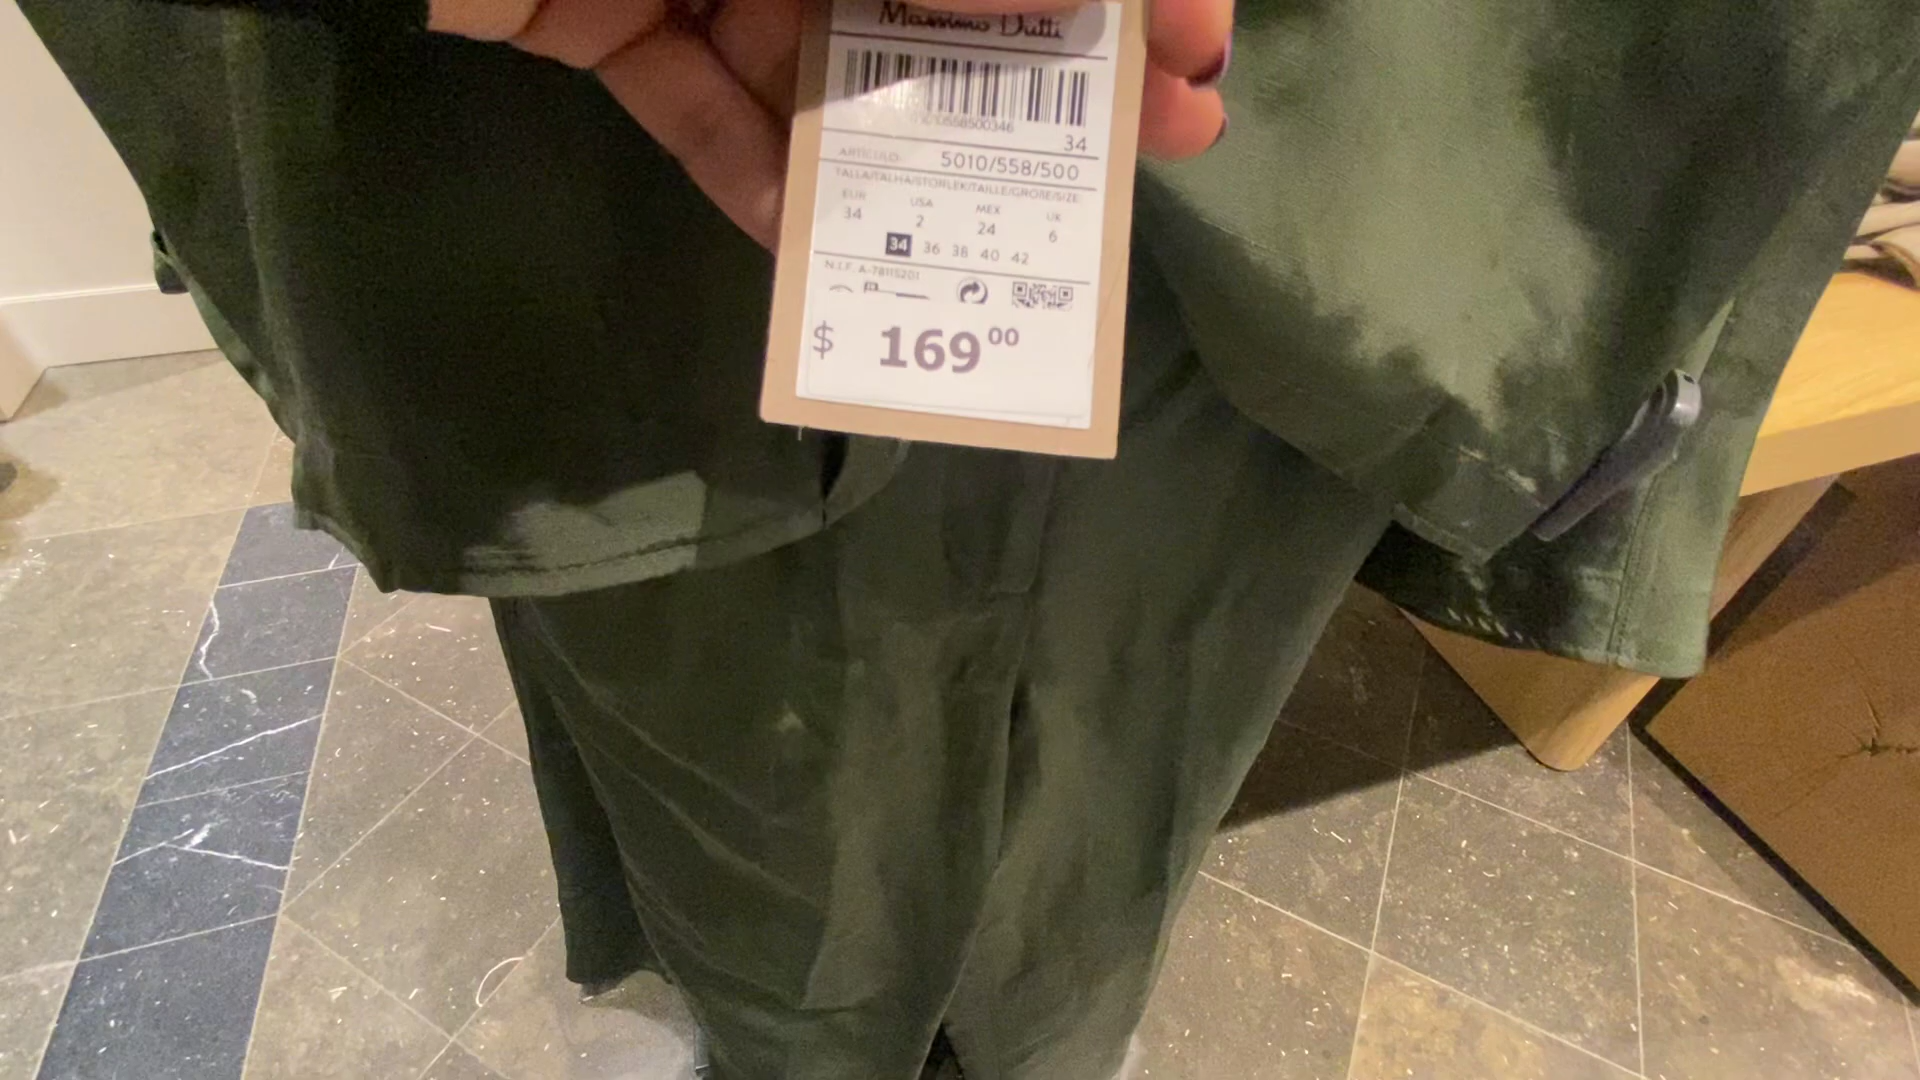 Massimo Dutti
34
ARTICULO 5010/558/500
TALLA/TALHA/STORLEK/TAILLE/GRÖßE/SIZE
EUR USA MEX UK
34 2 24 6
34 36 38 40 42
N.I.F. A-78115201
$ 169 00